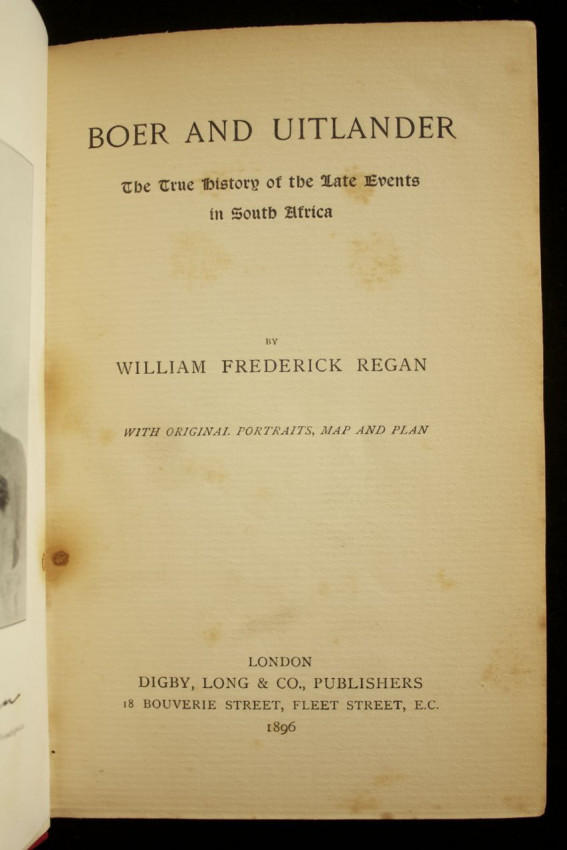 BOER AND UITLANDER
The True History of the Late Events
in South Africa
BY
WILLIAM FREDERICK REGAN
WITH ORIGINAL PORTRAITS, MAP AND PLAN
LONDON
DIGBY, LONG & CO., PUBLISHERS
18 BOUVERIE STREET, FLEET STREET, E.C.
1896